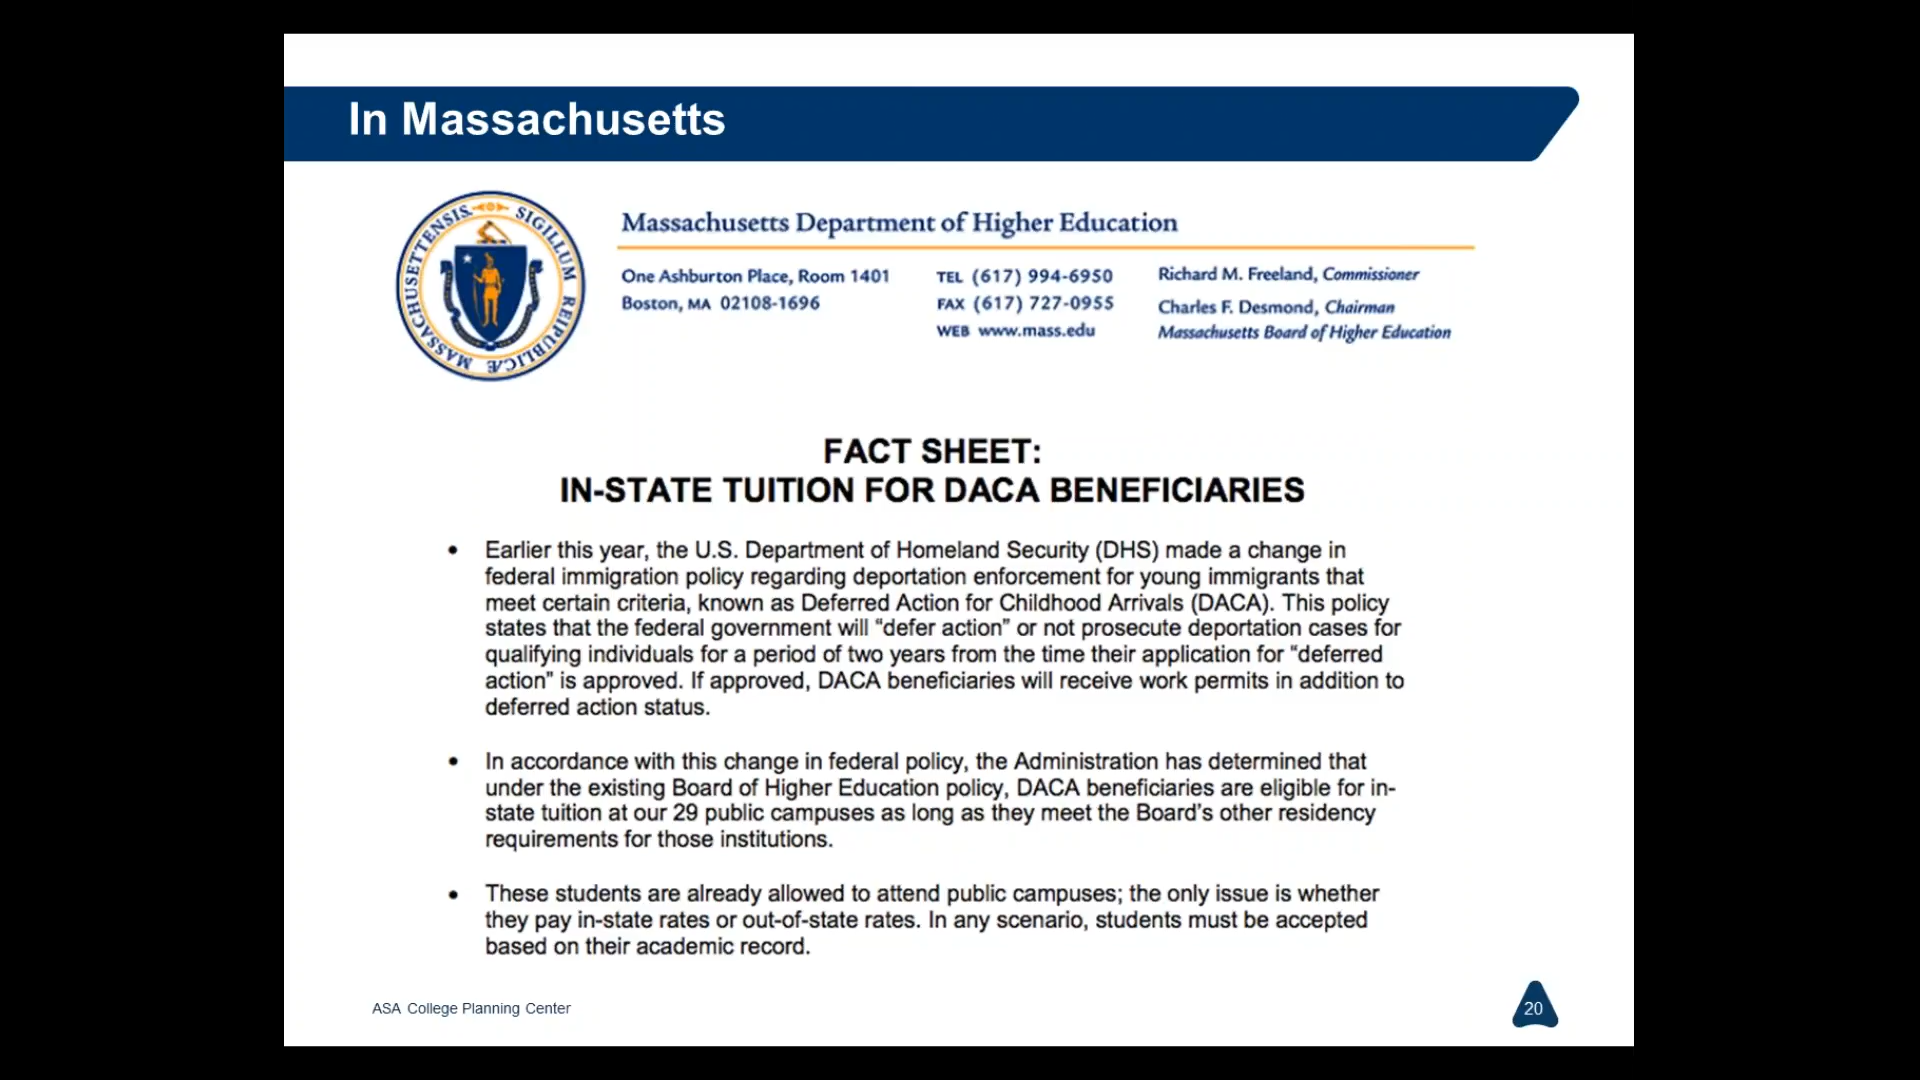 In Massachusetts
MASSACHUSETTENSIS SIGILLUM REIPUBLICÆ
Massachusetts Department of Higher Education
One Ashburton Place, Room 1401
Boston, MA 02108-1696
TEL (617) 994-6950
FAX (617) 727-0955
WEB www.mass.edu
Richard M. Freeland, Commissioner
Charles F. Desmond, Chairman
Massachusetts Board of Higher Education
FACT SHEET:
IN-STATE TUITION FOR DACA BENEFICIARIES
• Earlier this year, the U.S. Department of Homeland Security (DHS) made a change in
federal immigration policy regarding deportation enforcement for young immigrants that
meet certain criteria, known as Deferred Action for Childhood Arrivals (DACA). This policy
states that the federal government will “defer action” or not prosecute deportation cases for
qualifying individuals for a period of two years from the time their application for “deferred
action” is approved. If approved, DACA beneficiaries will receive work permits in addition to
deferred action status.
• In accordance with this change in federal policy, the Administration has determined that
under the existing Board of Higher Education policy, DACA beneficiaries are eligible for in-
state tuition at our 29 public campuses as long as they meet the Board’s other residency
requirements for those institutions.
• These students are already allowed to attend public campuses; the only issue is whether
they pay in-state rates or out-of-state rates. In any scenario, students must be accepted
based on their academic record.
ASA College Planning Center
20